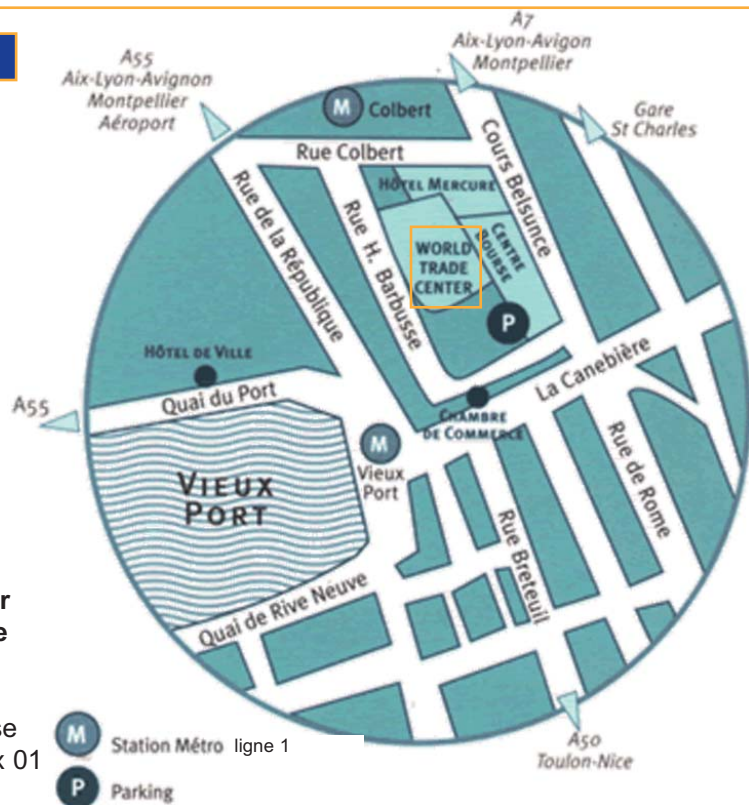 A7
Aix-Lyon-Avigon
Montpellier
A55
Aix-Lyon-Avignon
Montpellier
Aéroport
Gare
St Charles
M Colbert
Rue Colbert
Cours Belsunce
HÔTEL MERCURE
Rue de la République
Rue H. Barbusse
CENTRE
BOURSE
WORLD
TRADE
CENTER
P
HÔTEL DE VILLE
La Canebière
A55
Quai du Port
CHAMBRE
DE COMMERCE
M
Vieux
Port
VIEUX
PORT
Rue de Rome
Rue Breteuil
Quai de Rive Neuve
r
e
se
x 01
M Station Métro ligne 1
P Parking
A50
Toulon-Nice